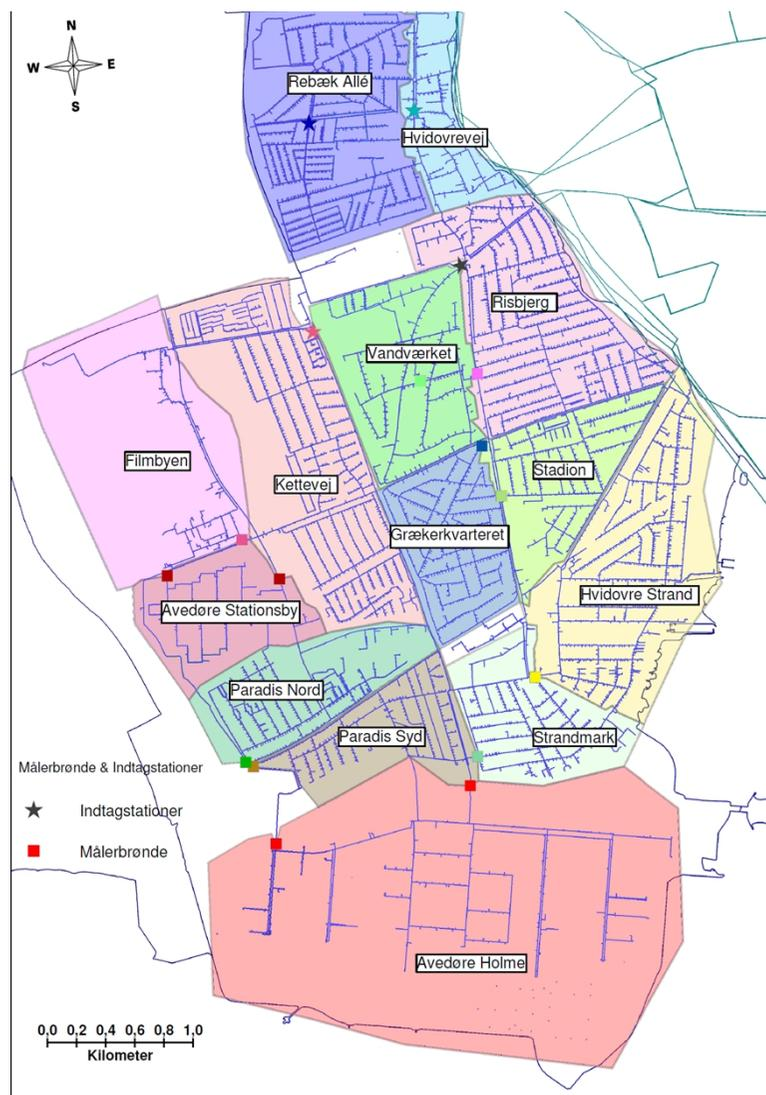 N
W E
S
Rebæk Allé
Hvidovrevej
Risbjerg
Vandværket
Filmbyen
Stadion
Kettevej
Grækerkvarteret
Hvidovre Strand
Avedøre Stationsby
Paradis Nord
Paradis Syd
Strandmark
Målerbrønde & Indtagstationer
Indtagstationer
Målerbrønde
Avedøre Holme
0,0 0,2 0,4 0,6 0,8 1,0
Kilometer